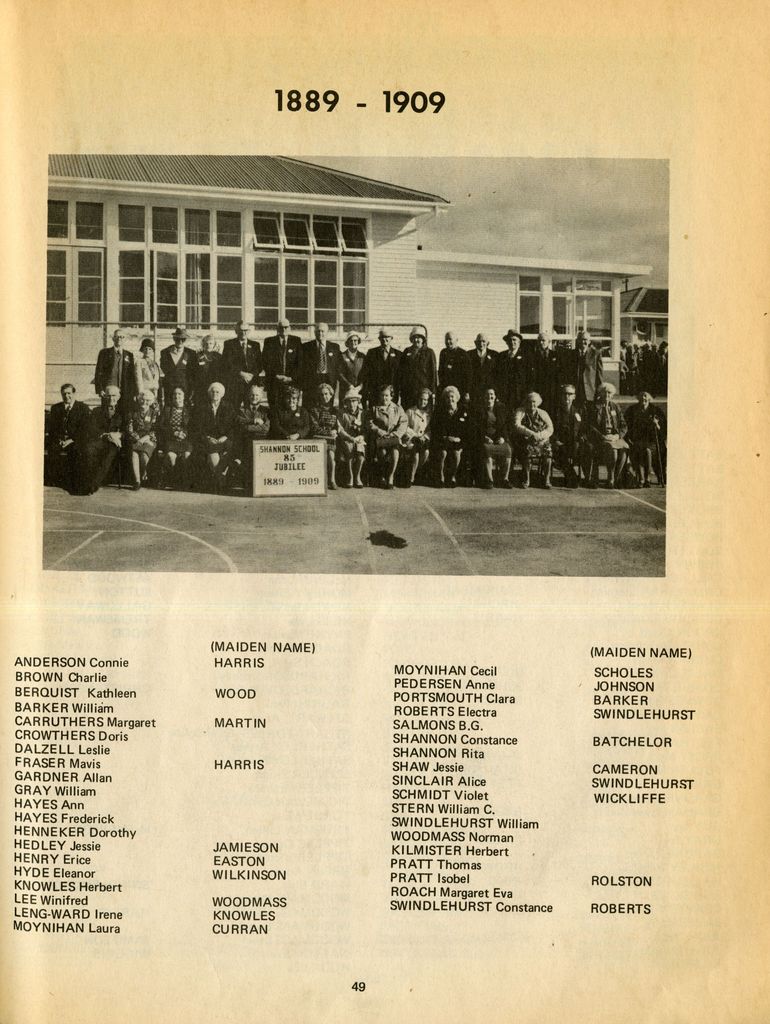 1889 - 1909
SHANNON SCHOOL
85
JUBILEE
1889 - 1909
(MAIDEN NAME)
ANDERSON Connie HARRIS
BROWN Charlie
BERQUIST Kathleen WOOD
BARKER William
CARRUTHERS Margaret MARTIN
CROWTHERS Doris
DALZELL Leslie
FRASER Mavis HARRIS
GARDNER Allan
GRAY William
HAYES Ann
HAYES Frederick
HENNEKER Dorothy
HEDLEY Jessie JAMIESON
HENRY Erice EASTON
HYDE Eleanor WILKINSON
KNOWLES Herbert
LEE Winifred WOODMASS
LENG-WARD Irene KNOWLES
MOYNIHAN Laura CURRAN
(MAIDEN NAME)
MOYNIHAN Cecil SCHOLES
PEDERSEN Anne JOHNSON
PORTSMOUTH Clara BARKER
ROBERTS Electra SWINDLEHURST
SALMONS B.G.
SHANNON Constance BATCHELOR
SHANNON Rita
SHAW Jessie CAMERON
SINCLAIR Alice SWINDLEHURST
SCHMIDT Violet WICKLIFFE
STERN William C.
SWINDLEHURST William
WOODMASS Norman
KILMISTER Herbert
PRATT Thomas
PRATT Isobel ROLSTON
ROACH Margaret Eva
SWINDLEHURST Constance ROBERTS
49